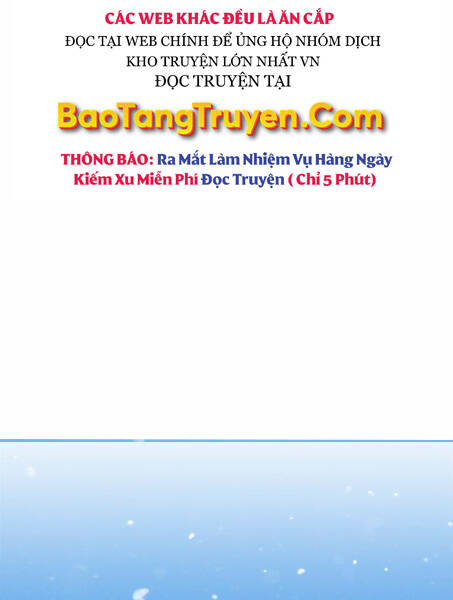 CÁC WEB KHÁC ĐỀU LÀ ĂN CẮP
ĐỌC TẠI WEB CHÍNH ĐỂ ỦNG HỘ NHÓM DỊCH
KHO TRUYỆN LỚN NHẤT VN
ĐỌC TRUYỆN TẠI
BaoTangTruyen.Com
THÔNG BÁO: Ra Mắt Làm Nhiệm Vụ Hàng Ngày
Kiếm Xu Miễn Phí Đọc Truyện ( Chỉ 5 Phút)